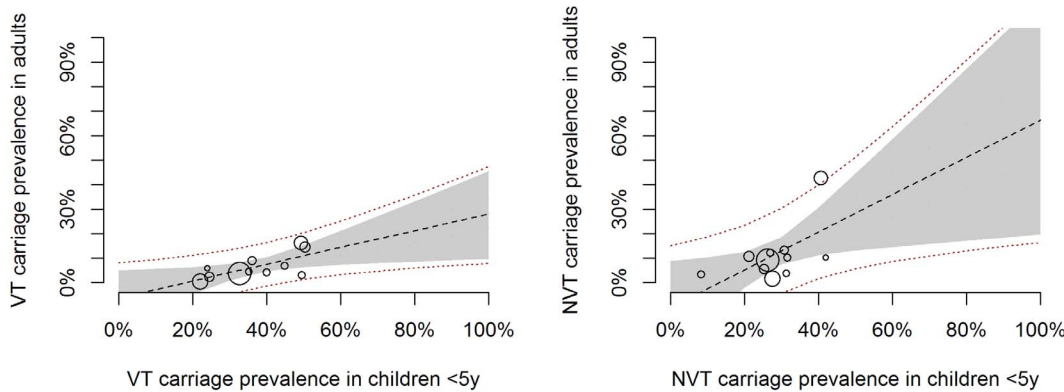 VT carriage prevalence in adults
90%
60%
30%
0%
0% 20% 40% 60% 80% 100%
VT carriage prevalence in children <5y
NVT carriage prevalence in adults
90%
60%
30%
0%
0% 20% 40% 60% 80% 100%
NVT carriage prevalence in children <5y